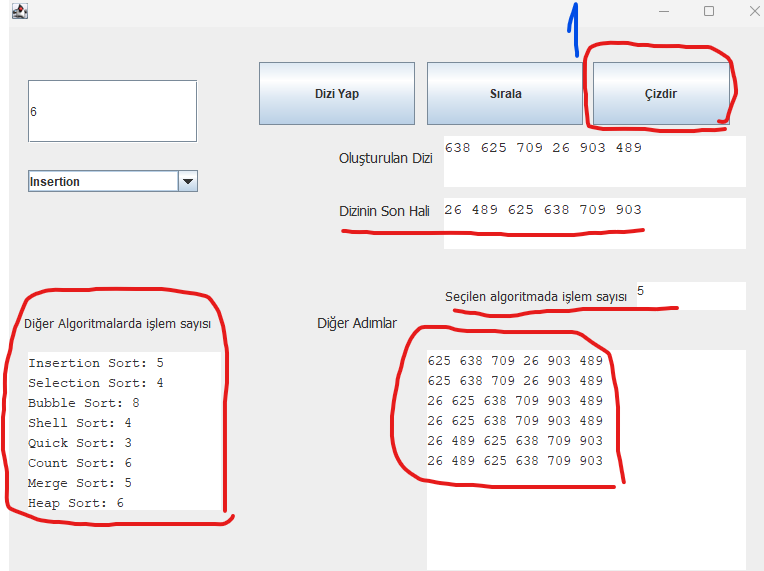 1
6
Dizi Yap
Sırala
Çizdir
Insertion
Oluşturulan Dizi
638 625 709 26 903 489
Dizinin Son Hali
26 489 625 638 709 903
Seçilen algoritmada işlem sayısı
5
Diğer Algoritmalarda işlem sayısı
Insertion Sort: 5
Selection Sort: 4
Bubble Sort: 8
Shell Sort: 4
Quick Sort: 3
Count Sort: 6
Merge Sort: 5
Heap Sort: 6
Diğer Adımlar
625 638 709 26 903 489
625 638 709 26 903 489
26 625 638 709 903 489
26 625 638 709 903 489
26 489 625 638 709 903
26 489 625 638 709 903